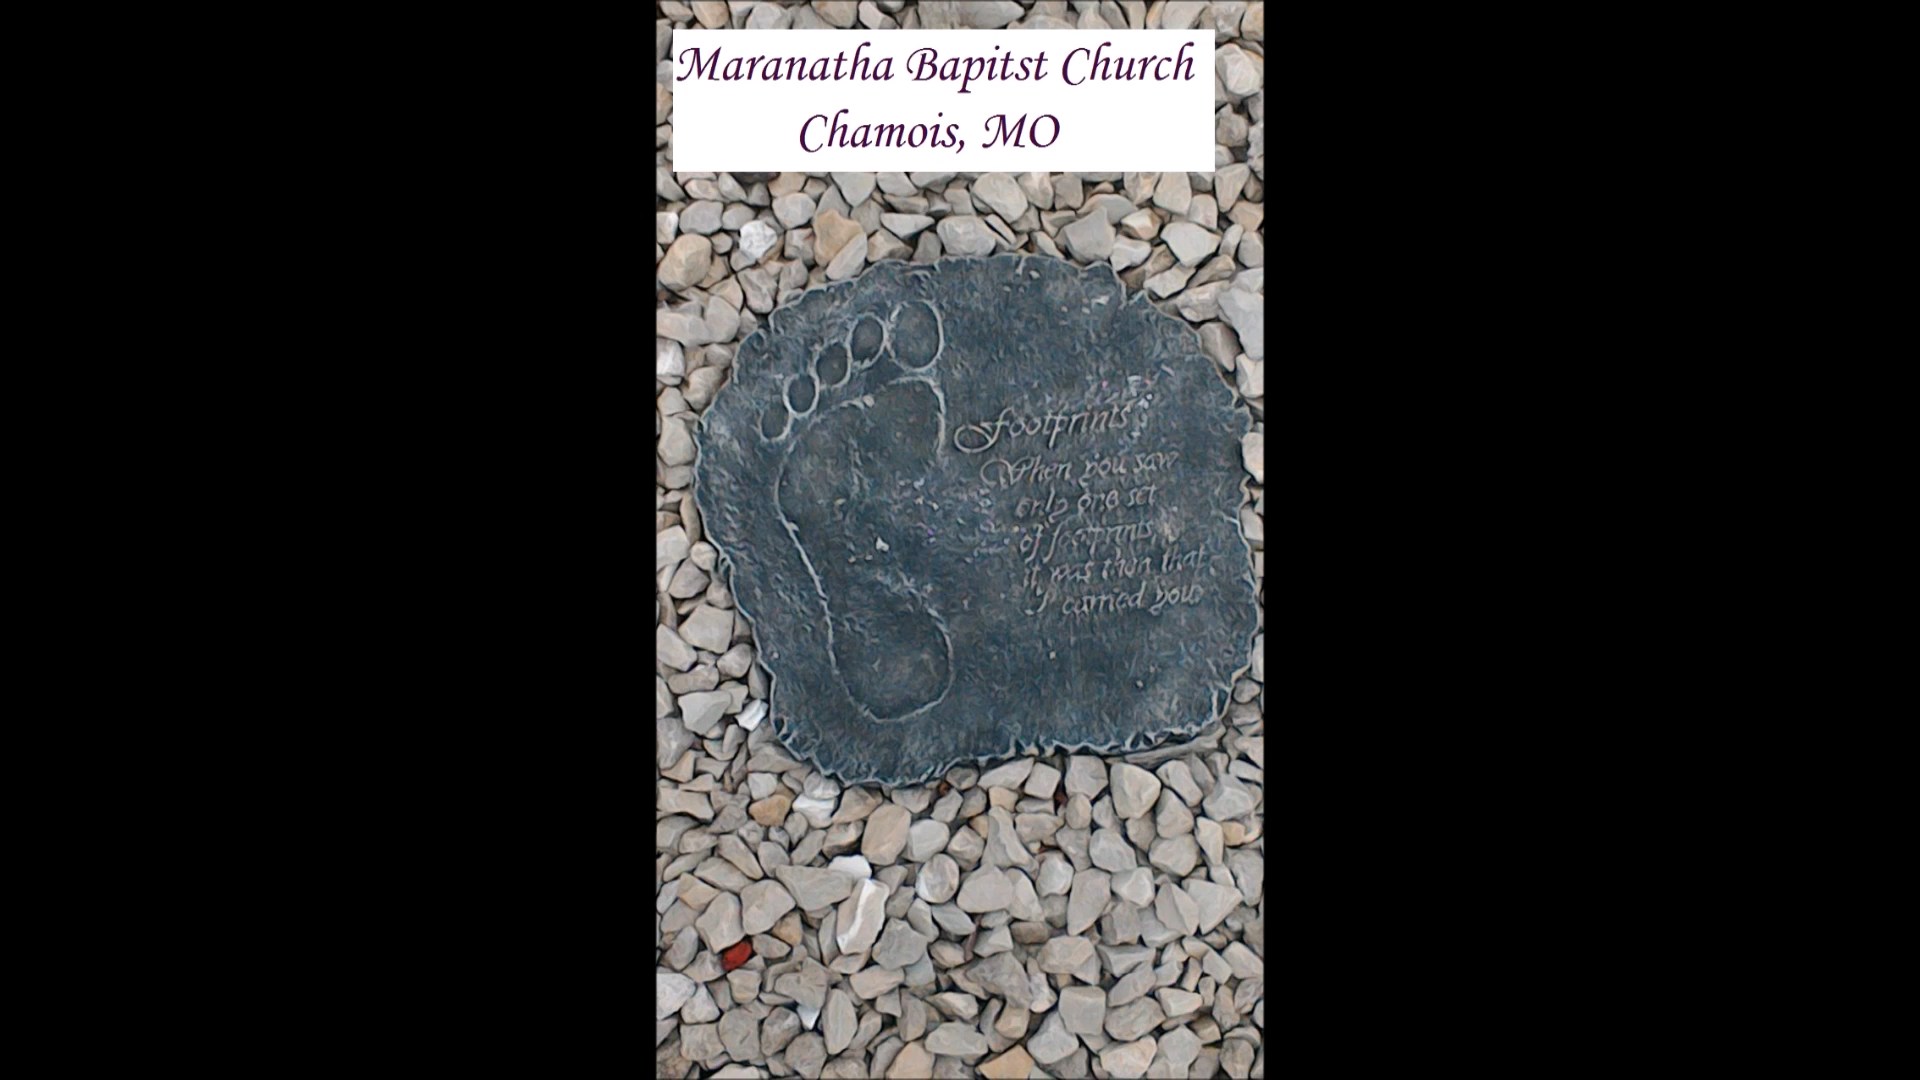 Maranatha Bapitst Church
Chamois, MO
Footprints
When you saw
only one set
of footprints
it was then that
I carried you.